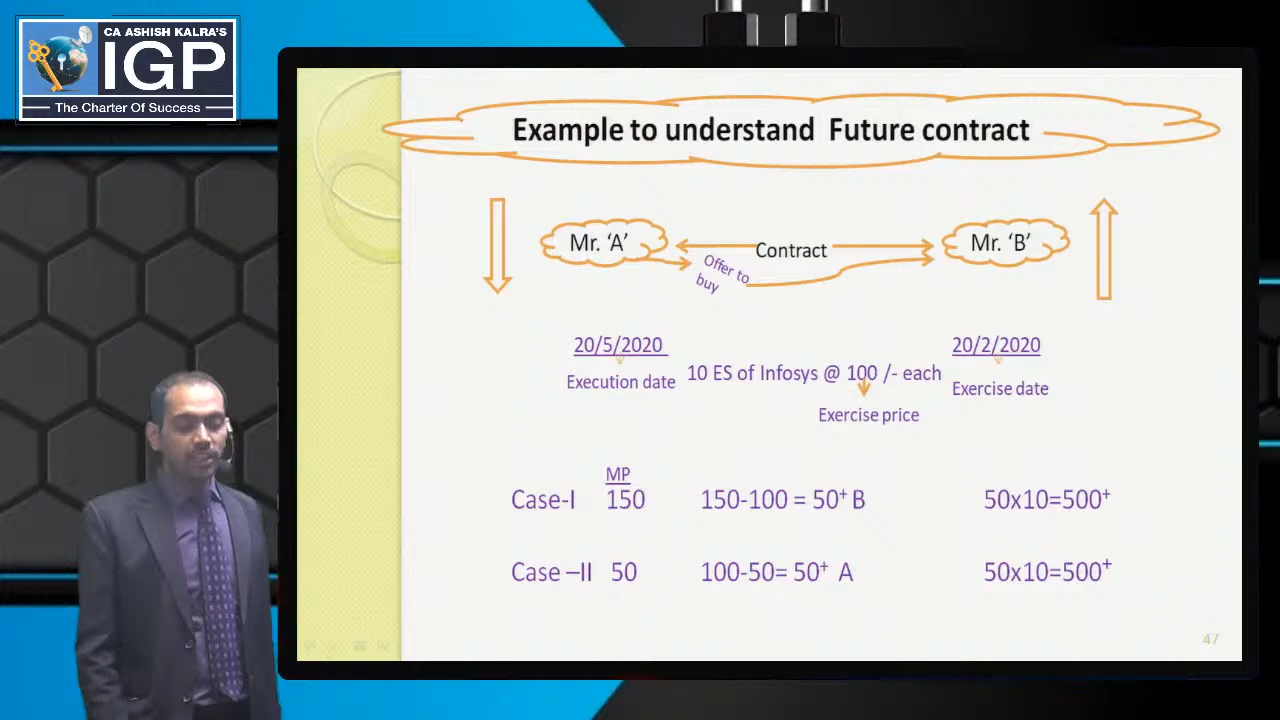 CA ASHISH KALRA'S
IGP
The Charter Of Success
Example to understand Future contract
Mr. 'A'
Contract
Mr. 'B'
Offer to
buy
20/5/2020
20/2/2020
Execution date
10 ES of Infosys @ 100 /- each
Exercise date
Exercise price
MP
Case-I 150 150-100 = 50⁺ B 50x10=500⁺
Case –II 50 100-50= 50⁺ A 50x10=500⁺
47